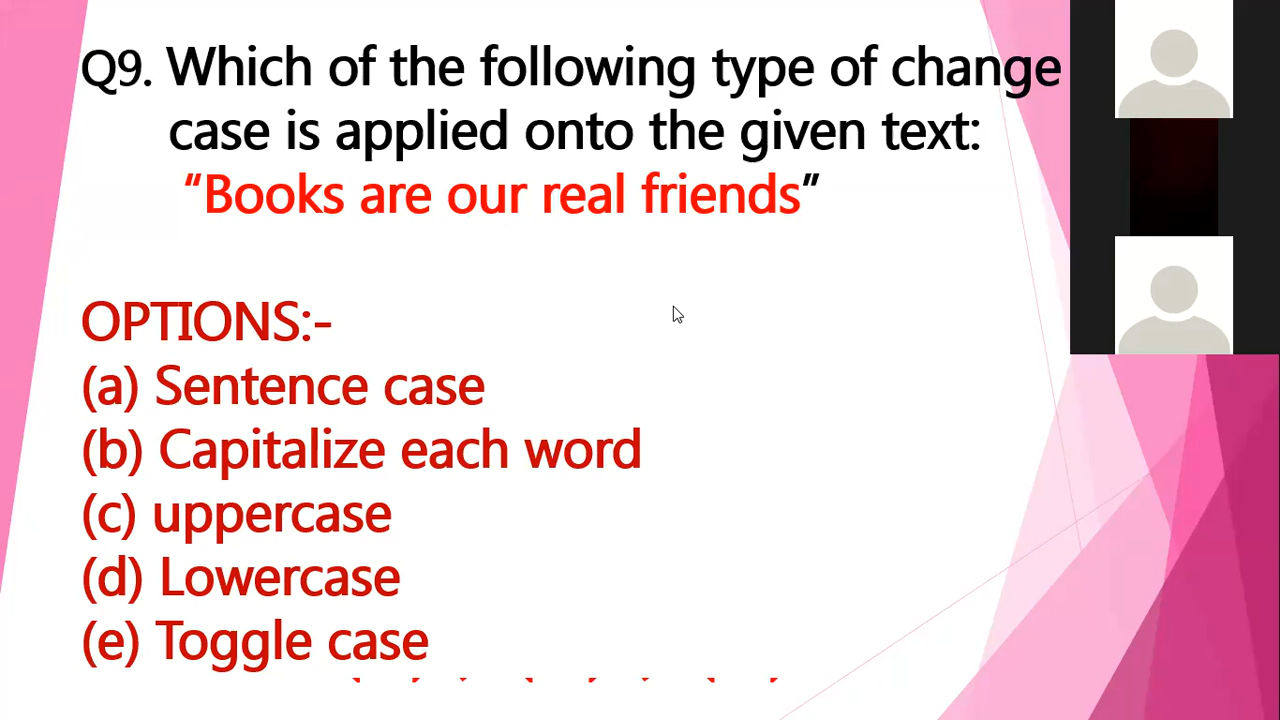 Q9. Which of the following type of change
case is applied onto the given text:
“Books are our real friends”
OPTIONS:-
(a) Sentence case
(b) Capitalize each word
(c) uppercase
(d) Lowercase
(e) Toggle case